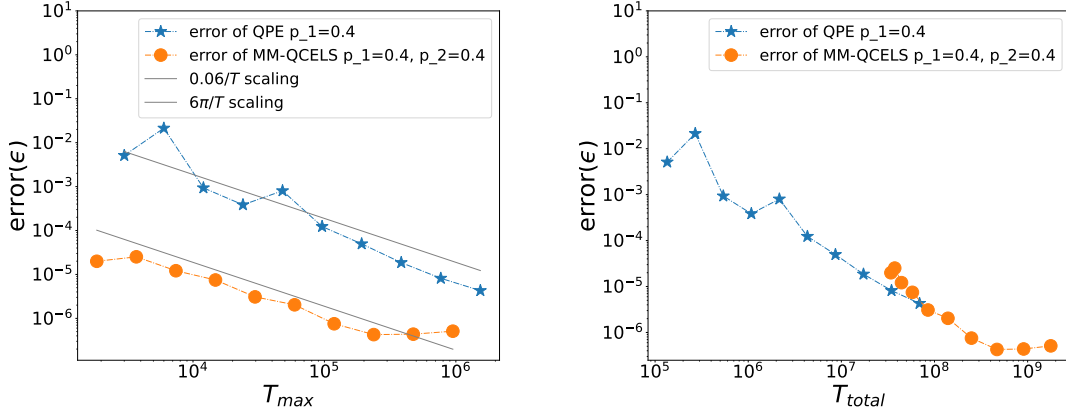 error of QPE p_1=0.4
error of MM-QCELS p_1=0.4, p_2=0.4
0.06/T scaling
6π/T scaling
10^1
10^0
10^-1
10^-2
10^-3
10^-4
10^-5
10^-6
error(ϵ)
10^4
10^5
10^6
T_max
error of QPE p_1=0.4
error of MM-QCELS p_1=0.4, p_2=0.4
10^1
10^0
10^-1
10^-2
10^-3
10^-4
10^-5
10^-6
error(ϵ)
10^5
10^6
10^7
10^8
10^9
T_total